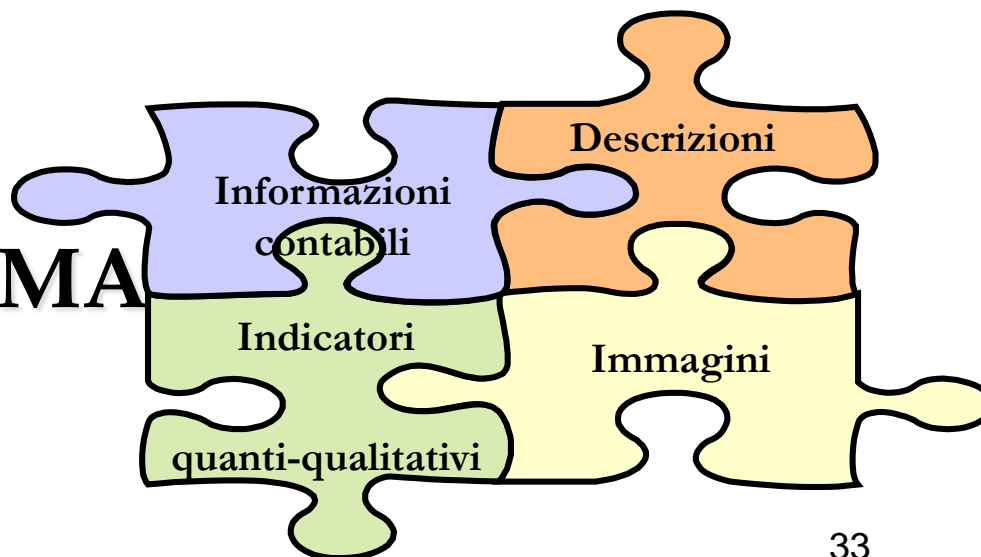 Descrizioni
Informazioni
contabili
MA
Indicatori
Immagini
quanti-qualitativi
33